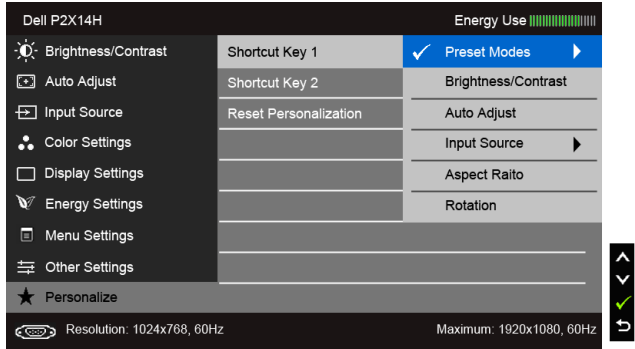 Dell P2X14H
Energy Use
Brightness/Contrast
Auto Adjust
Input Source
Color Settings
Display Settings
Energy Settings
Menu Settings
Other Settings
Personalize
Shortcut Key 1
Shortcut Key 2
Reset Personalization
Preset Modes
Brightness/Contrast
Auto Adjust
Input Source
Aspect Raito
Rotation
Resolution: 1024x768, 60Hz
Maximum: 1920x1080, 60Hz